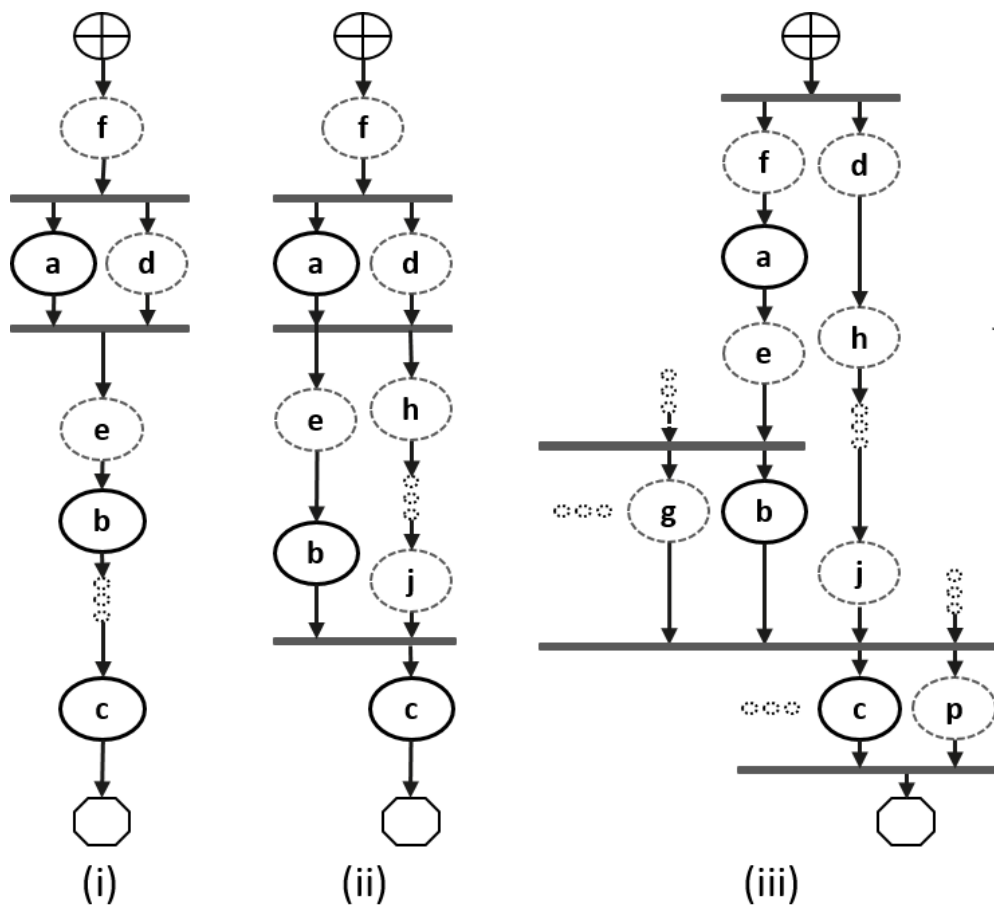 f f
f d
a d a d a
h
e h e
e
b g b
b j j
c c c p
(i) (ii) (iii)